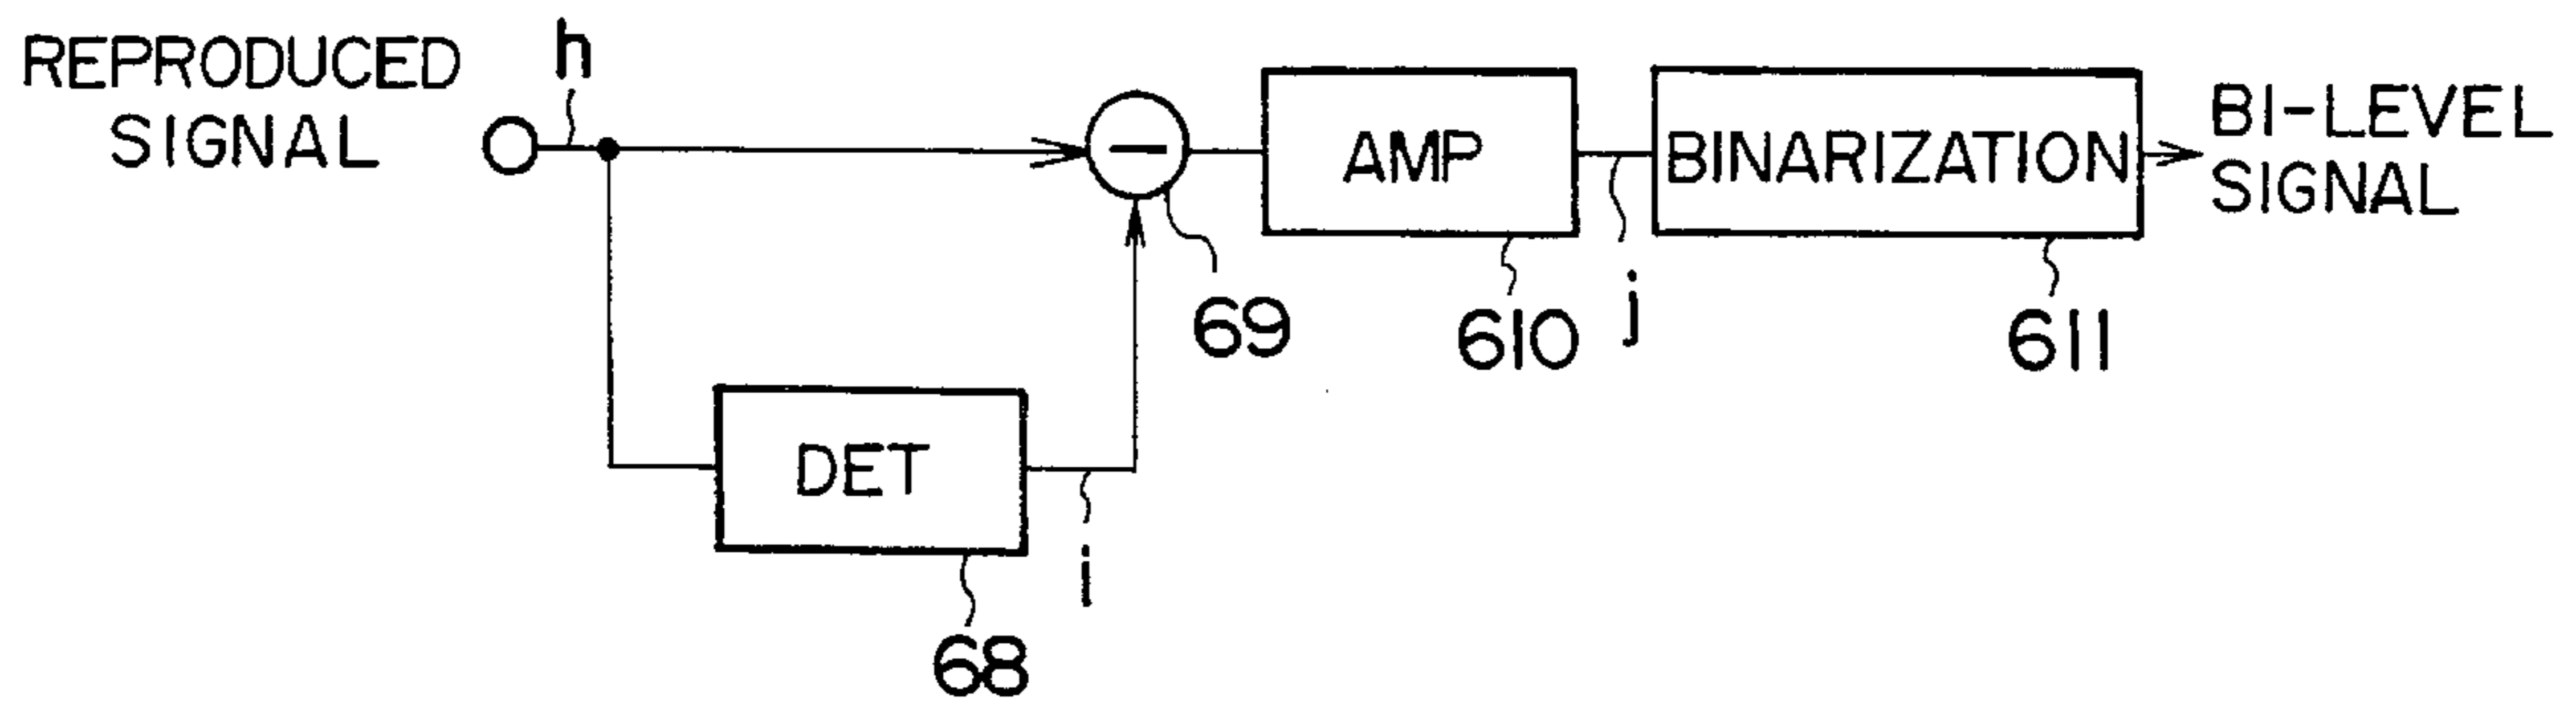 REPRODUCED
SIGNAL
h
−
AMP
BINARIZATION
BI-LEVEL
SIGNAL
69
610
j
611
DET
i
68